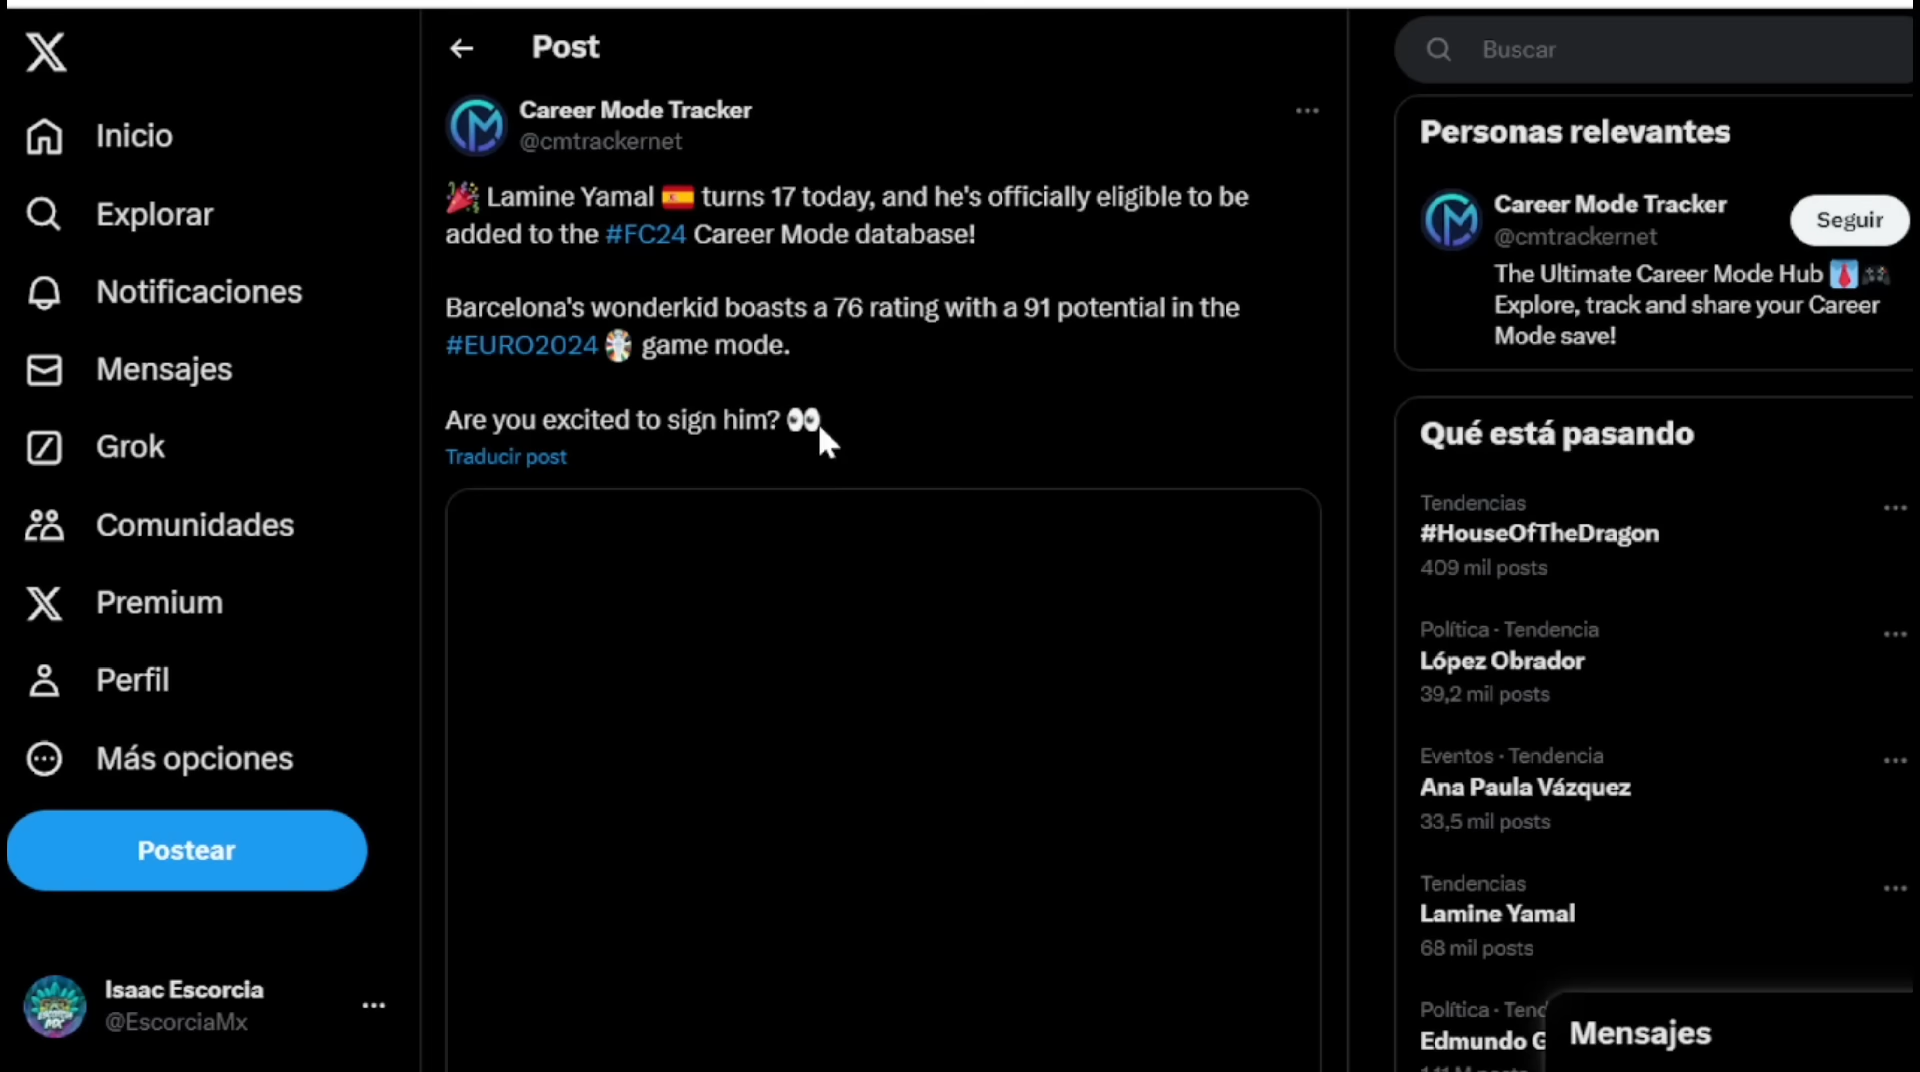 Inicio
Explorar
Notificaciones
Mensajes
Grok
Comunidades
Premium
Perfil
Más opciones
Postear
Isaac Escorcia
@EscorciaMx
Post
Career Mode Tracker
@cmtrackernet
🎉 Lamine Yamal 🇪🇸 turns 17 today, and he's officially eligible to be
added to the #FC24 Career Mode database!
Barcelona's wonderkid boasts a 76 rating with a 91 potential in the
#EURO2024 game mode.
Are you excited to sign him? 👀
Traducir post
Buscar
Personas relevantes
Career Mode Tracker
@cmtrackernet
Seguir
The Ultimate Career Mode Hub 👔🎮
Explore, track and share your Career
Mode save!
Qué está pasando
Tendencias
#HouseOfTheDragon
409 mil posts
Política · Tendencia
López Obrador
39,2 mil posts
Eventos · Tendencia
Ana Paula Vázquez
33,5 mil posts
Tendencias
Lamine Yamal
68 mil posts
Política · Tend
Edmundo G
Mensajes